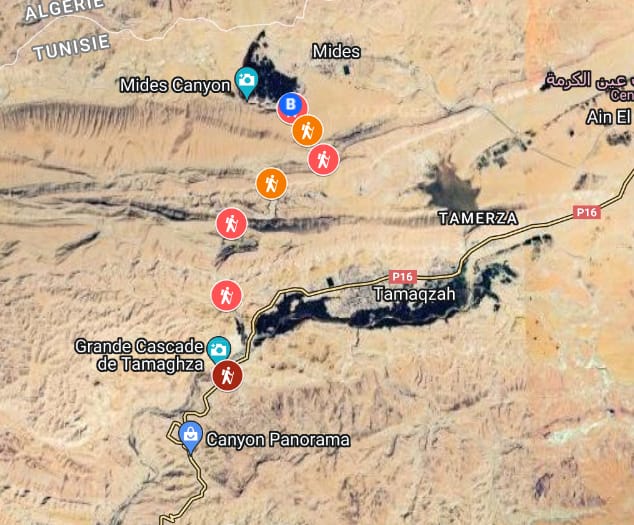 ALGÉRIE
TUNISIE
Mides
Mides Canyon
B
عين الكرمة
Cen
Ain El
TAMERZA
P16
P16
Tamaqzah
Grande Cascade
de Tamaghza
Canyon Panorama